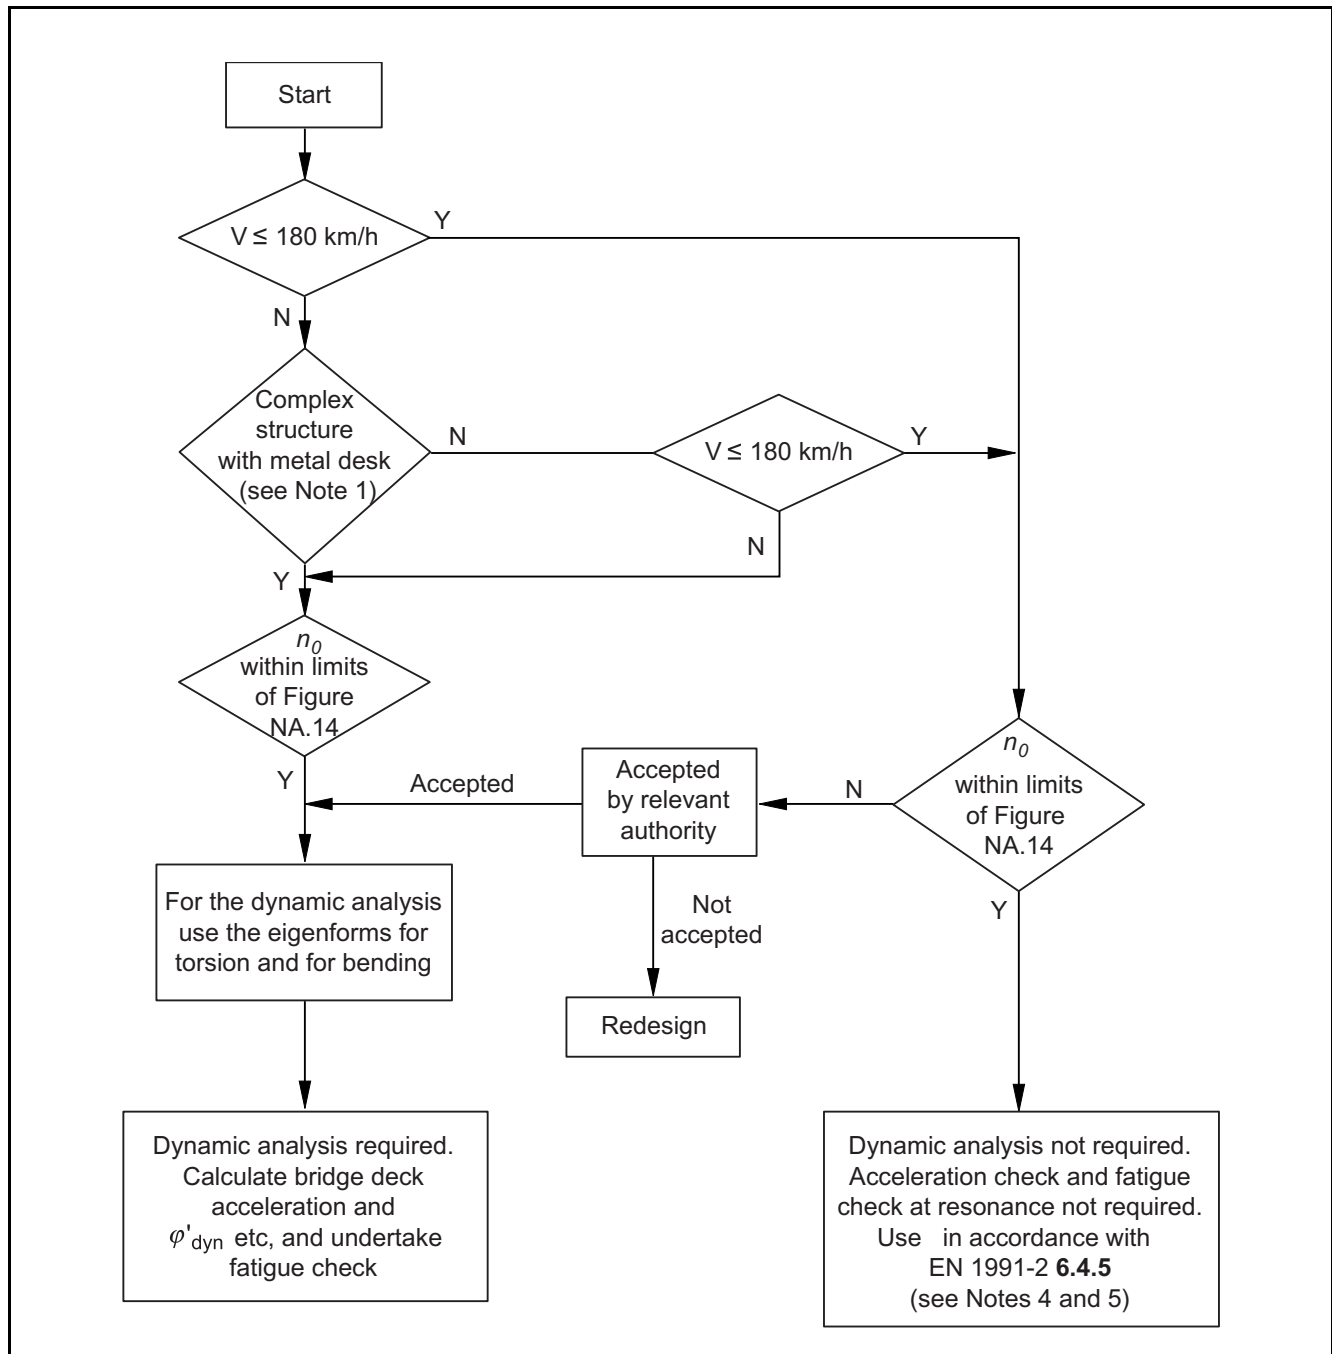 Start
V ≤ 180 km/h
Y
N
Complex
structure
with metal desk
(see Note 1)
N
V ≤ 180 km/h
Y
N
Y
n0
within limits
of Figure
NA.14
Y
Accepted
Accepted
by relevant
authority
N
n0
within limits
of Figure
NA.14
Y
For the dynamic analysis
use the eigenforms for
torsion and for bending
Not
accepted
Redesign
Dynamic analysis required.
Calculate bridge deck
acceleration and
φ'dyn etc, and undertake
fatigue check
Dynamic analysis not required.
Acceleration check and fatigue
check at resonance not required.
Use in accordance with
EN 1991-2 6.4.5
(see Notes 4 and 5)